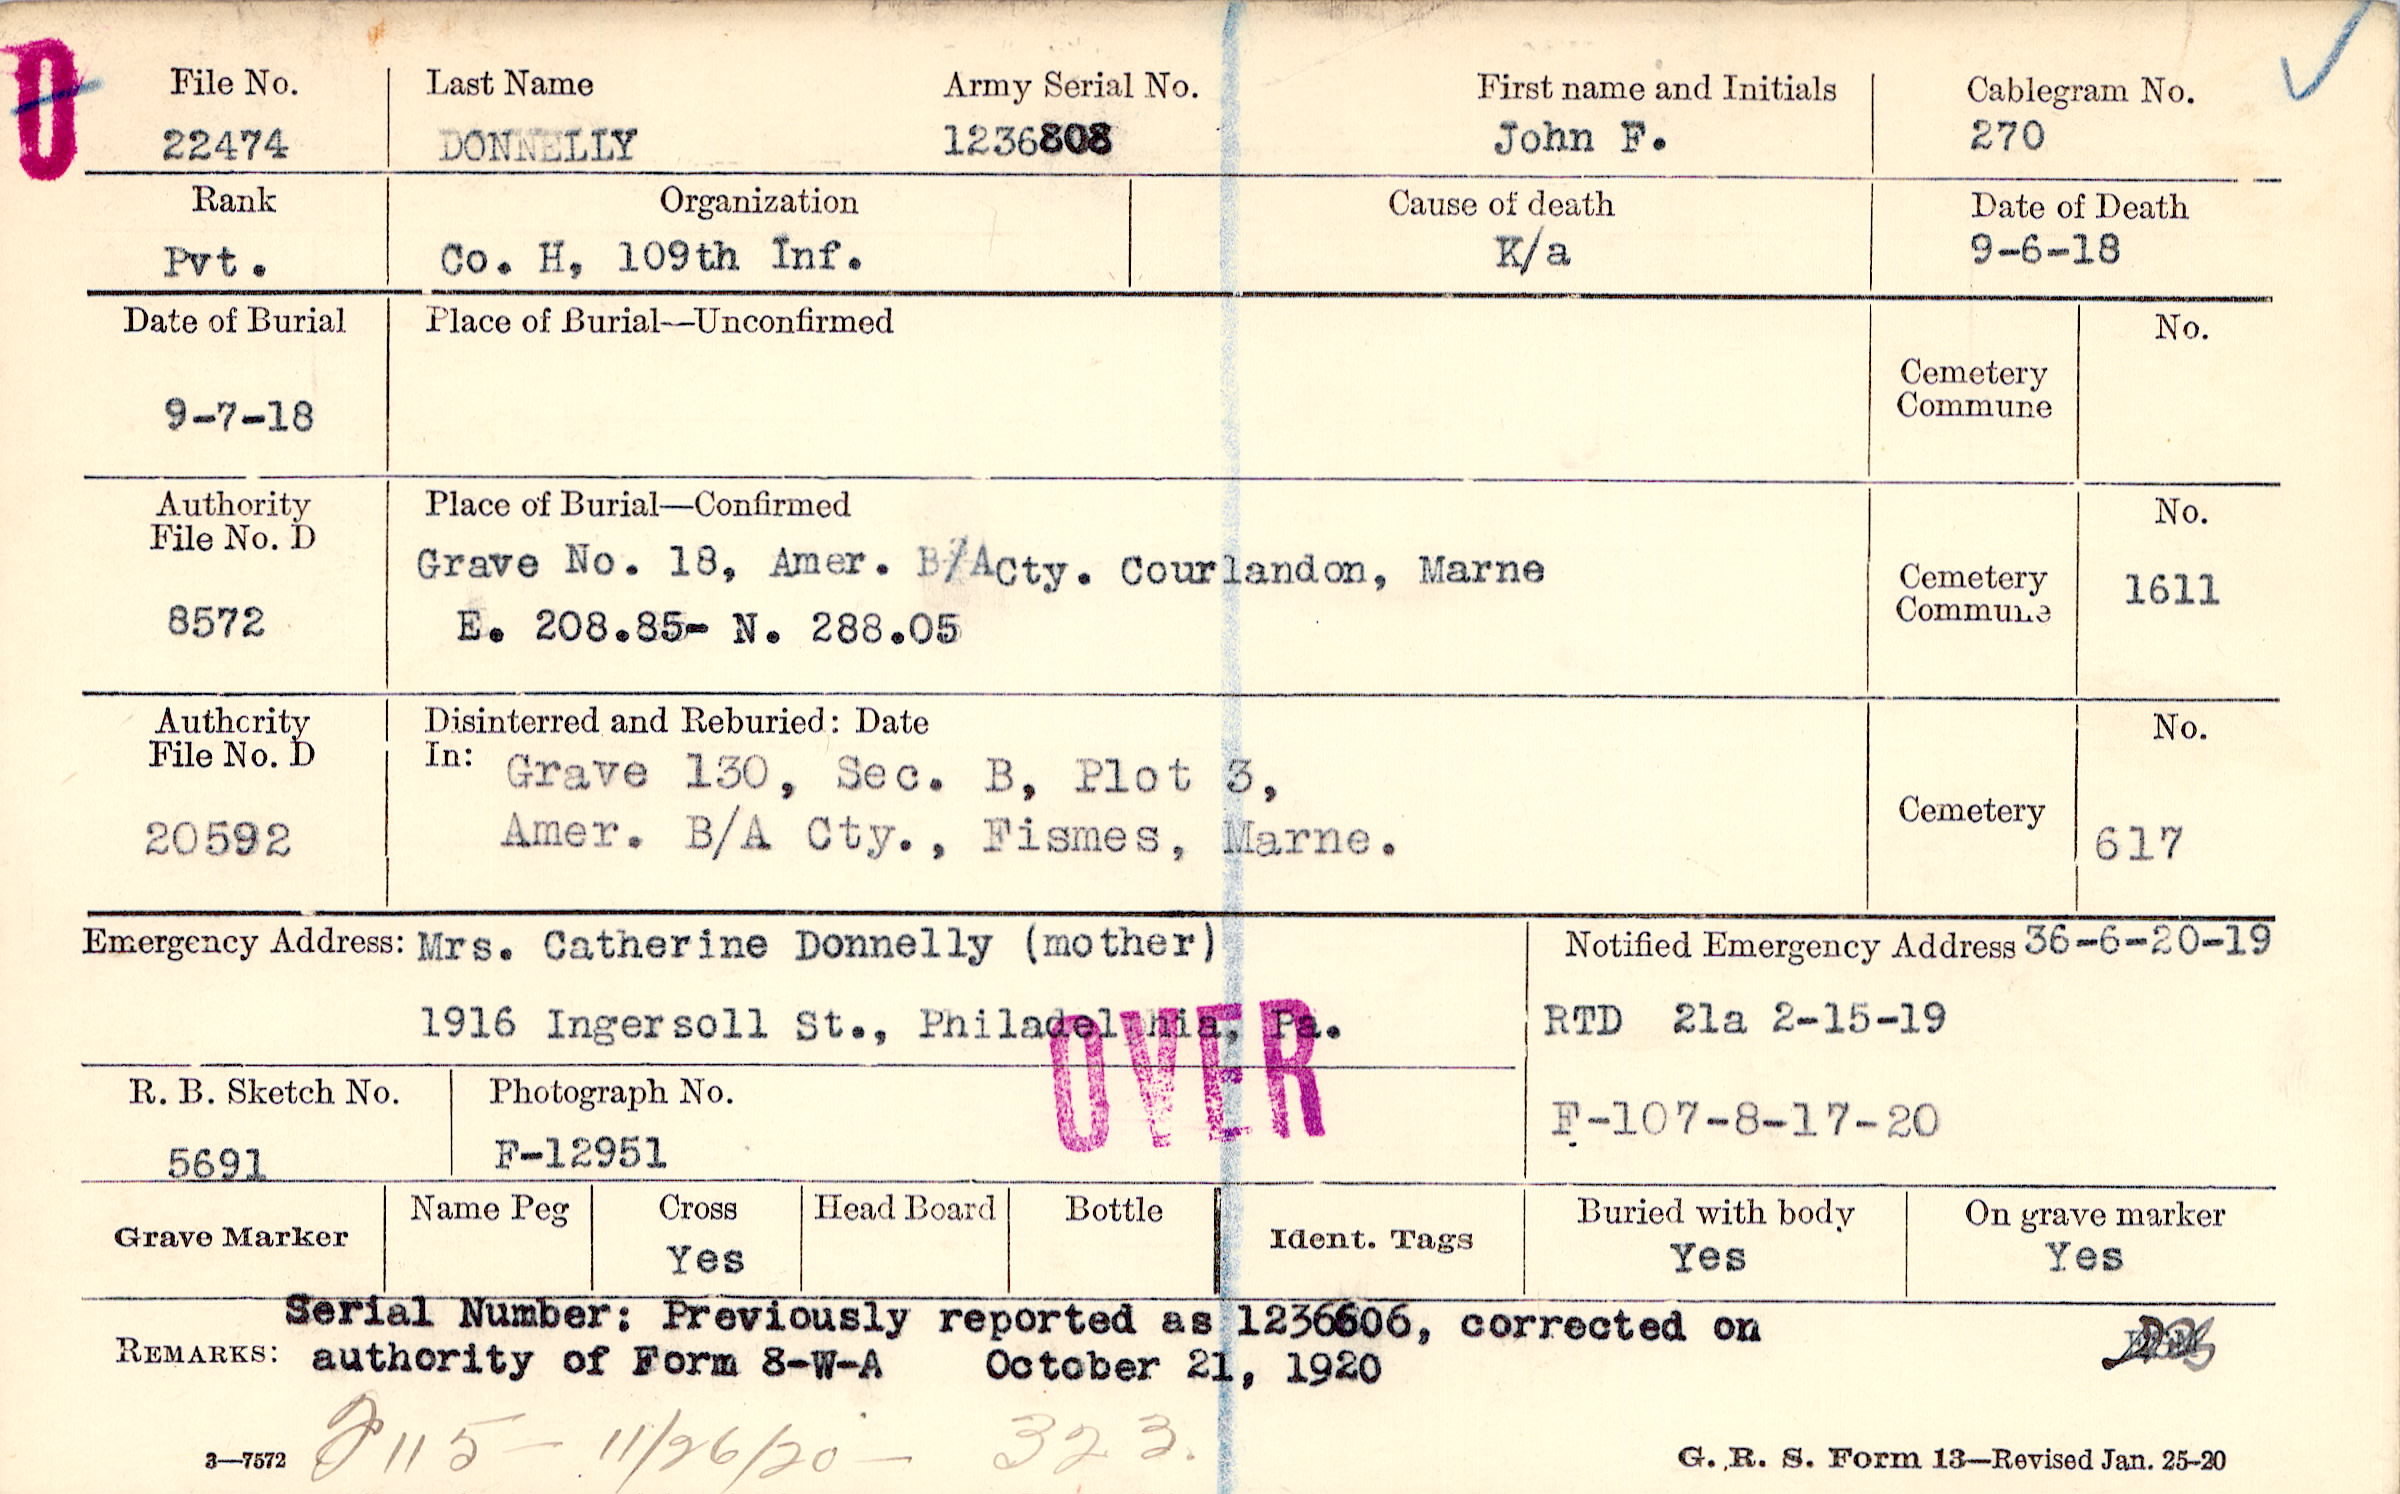 O
File No. Last Name Army Serial No. First name and Initials Cablegram No.
22474 DONNELLY 1236808 John F. 270
Rank Organization Cause of death Date of Death
Pvt. Co. H, 109th Inf. K/a 9-6-18
Date of Burial Place of Burial—Unconfirmed No.
Cemetery
Commune
9-7-18
Authority Place of Burial—Confirmed No.
File No. D
Grave No. 18, Amer. B/A Cty. Courlandon, Marne Cemetery 1611
Commune
8572 E. 208.85- N. 288.05
Authority Disinterred and Reburied: Date No.
File No. D In: Grave 130, Sec. B, Plot 3,
Cemetery
20592 Amer. B/A Cty., Fismes, Marne. 617
Emergency Address: Mrs. Catherine Donnelly (mother) Notified Emergency Address 36-6-20-19
1916 Ingersoll St., Philadelphia, Pa. RTD 21a 2-15-19
OVER
R. B. Sketch No. Photograph No. F-107-8-17-20
5691 F-12951
Grave Marker Name Peg Cross Head Board Bottle Ident. Tags Buried with body On grave marker
Yes Yes Yes
Serial Number: Previously reported as 1236606, corrected on
REMARKS: authority of Form 8-W-A October 21, 1920
115 — 11/26/20 — 323.
3—7572 G. R. S. Form 13—Revised Jan. 25-20